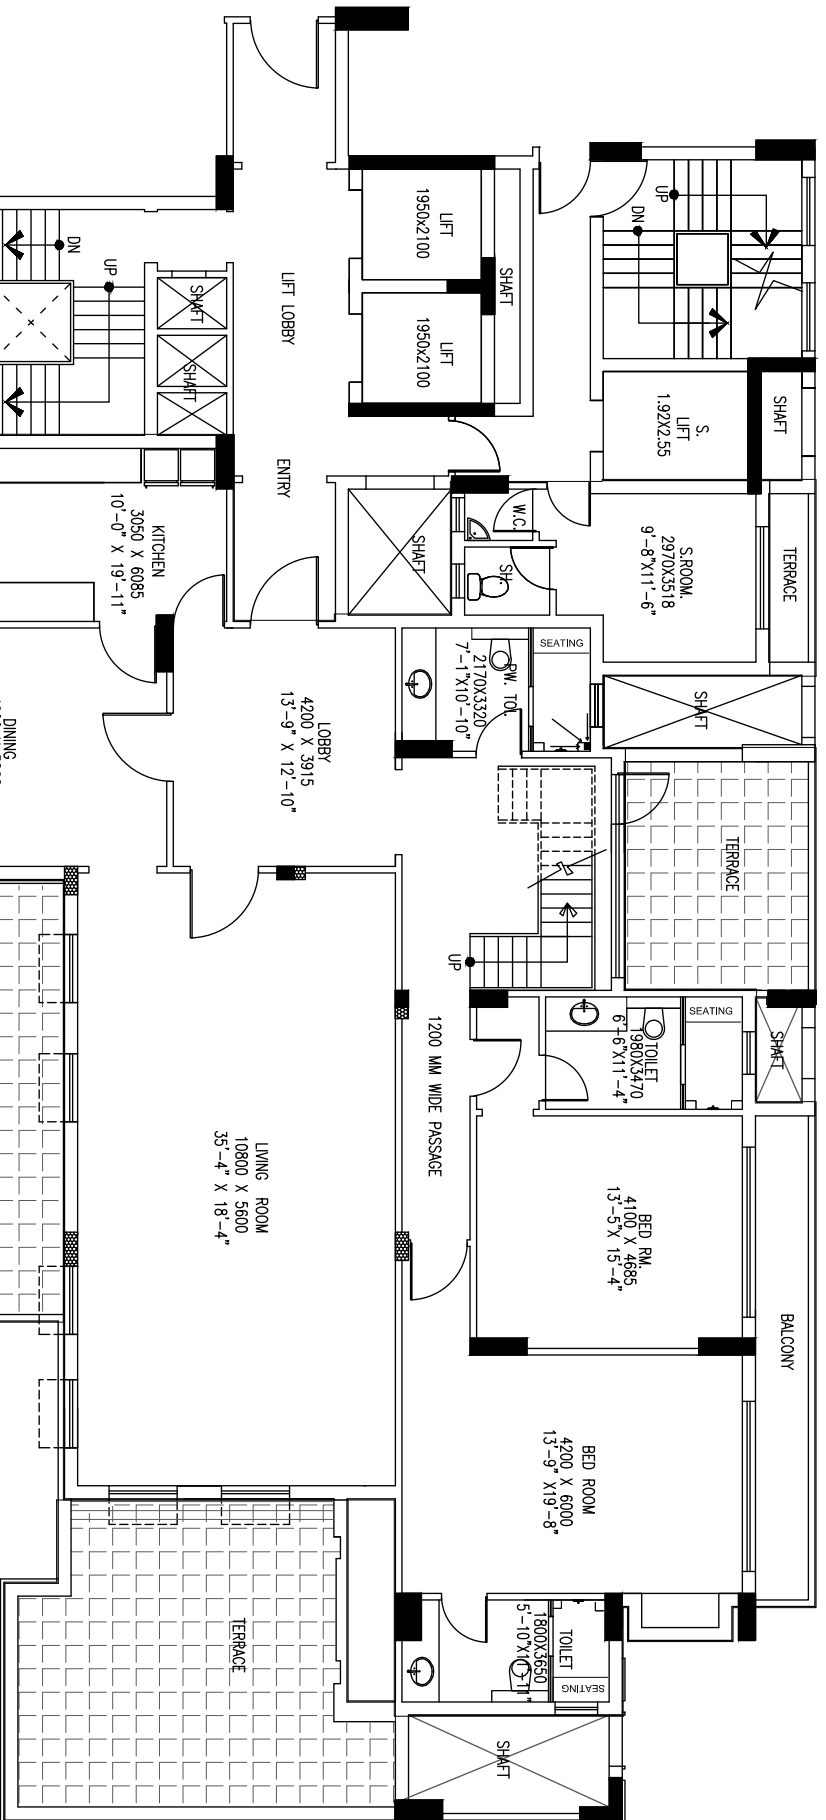 UP
DN
LIFT
1950x2100
SHAFT
LIFT
1950x2100
LIFT LOBBY
DN
UP
SHAFT
SHAFT
S.
LIFT
1.92X2.55
SHAFT
ENTRY
KITCHEN
3050 X 6085
10'-0" X 19'-11"
SHAFT
W.C.
SH.
S.ROOM.
2970X3518
9'-8"X11'-6"
TERRACE
SEATING
PW. TOI.
2170X3320
7'-1"X10'-10"
SHAFT
LOBBY
4200 X 3915
13'-9" X 12'-10"
DINING
TERRACE
UP
SEATING
TOILET
1980X3470
6'-6"X11'-4"
SHAFT
1200 MM WIDE PASSAGE
LIVING ROOM
10800 X 5600
35'-4" X 18'-4"
BED RM.
4100 X 4685
13'-5"X 15'-4"
BALCONY
BED ROOM
4200 X 6000
13'-9" X19'-8"
TERRACE
TOILET
1800X3650
5'-10"X11'-11"
SEATING
SHAFT